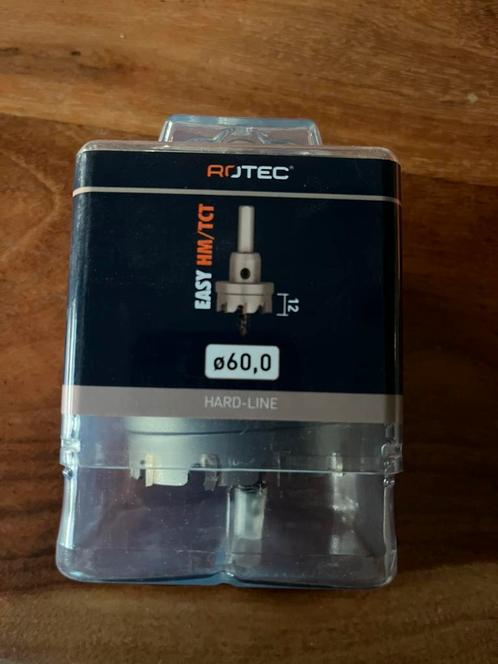 ROTEC®
EASY HM/TCT
12
ø60,0
HARD-LINE